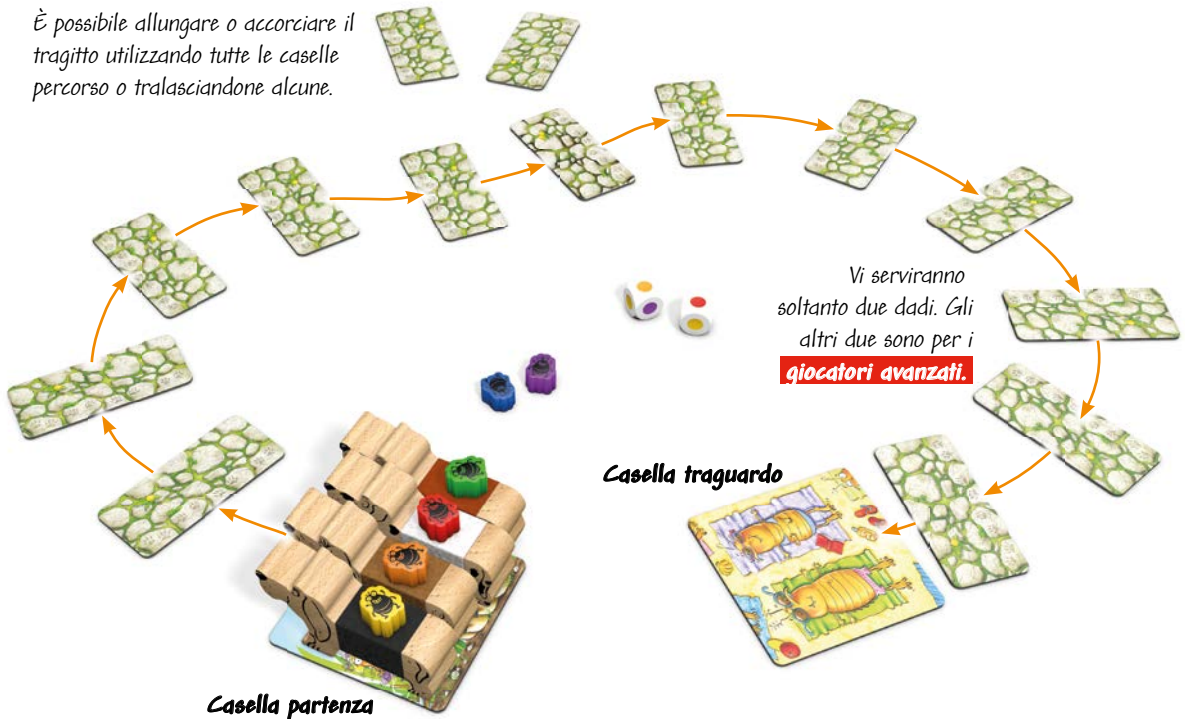 È possibile allungare o accorciare il
tragitto utilizzando tutte le caselle
percorso o tralasciandone alcune.
Vi serviranno
soltanto due dadi. Gli
altri due sono per i
giocatori avanzati.
Casella traguardo
Casella partenza